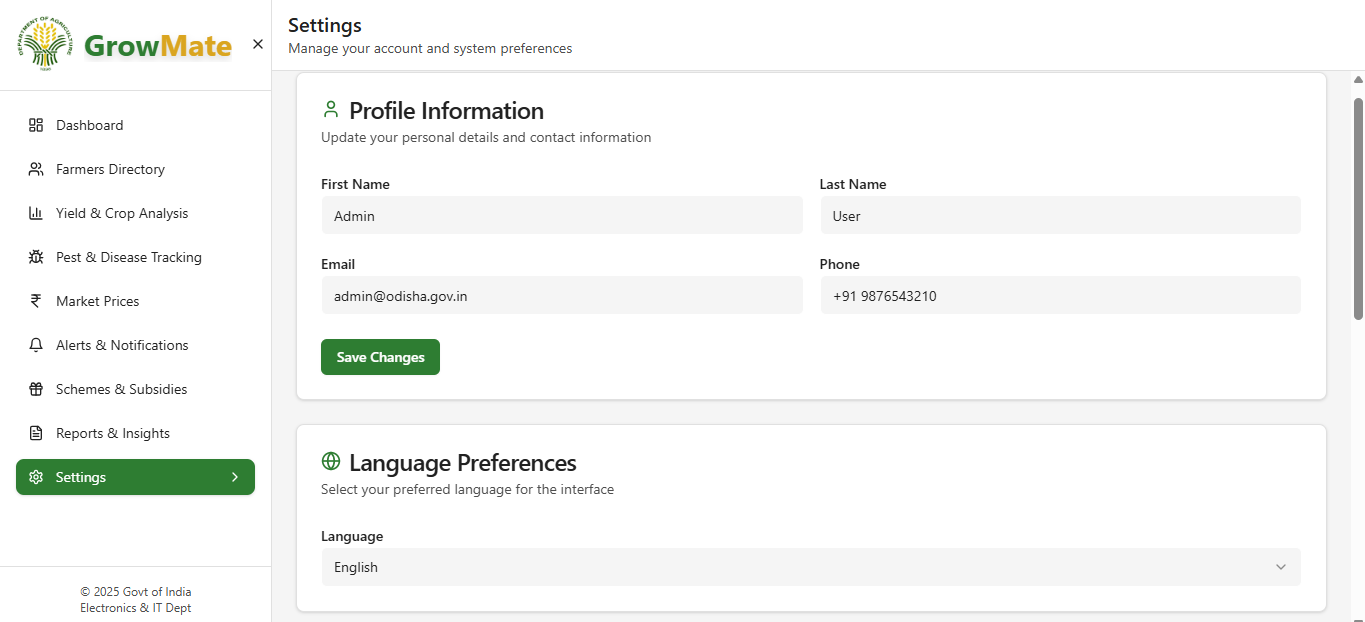 DEPARTMENT OF AGRICULTURE
GrowMate
Dashboard
Farmers Directory
Yield & Crop Analysis
Pest & Disease Tracking
Market Prices
Alerts & Notifications
Schemes & Subsidies
Reports & Insights
Settings
© 2025 Govt of India
Electronics & IT Dept
Settings
Manage your account and system preferences
Profile Information
Update your personal details and contact information
First Name
Admin
Last Name
User
Email
admin@odisha.gov.in
Phone
+91 9876543210
Save Changes
Language Preferences
Select your preferred language for the interface
Language
English